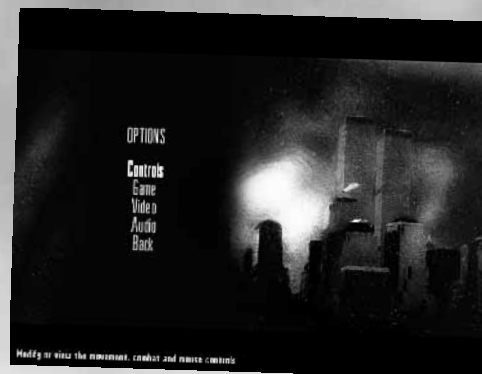 OPTIONS
Controls
Game
Video
Audio
Back
Modify or view the movement, combat and mouse controls